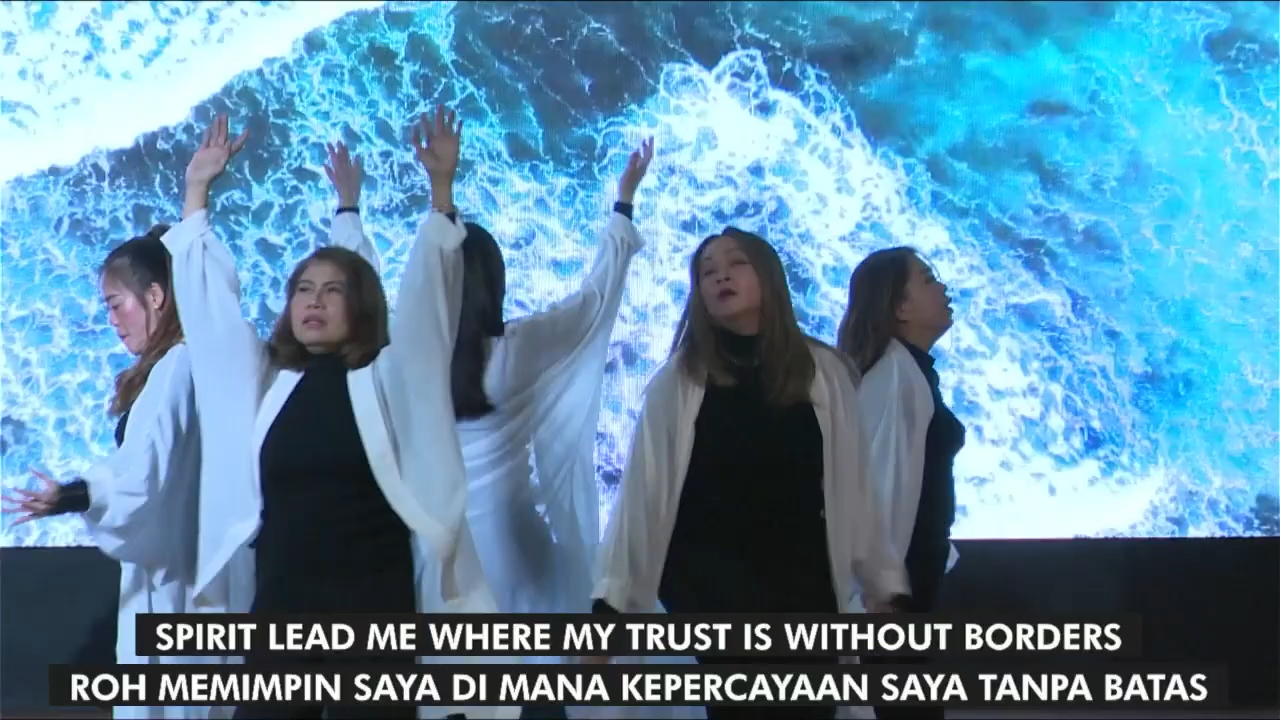 SPIRIT LEAD ME WHERE MY TRUST IS WITHOUT BORDERS
ROH MEMIMPIN SAYA DI MANA KEPERCAYAAN SAYA TANPA BATAS